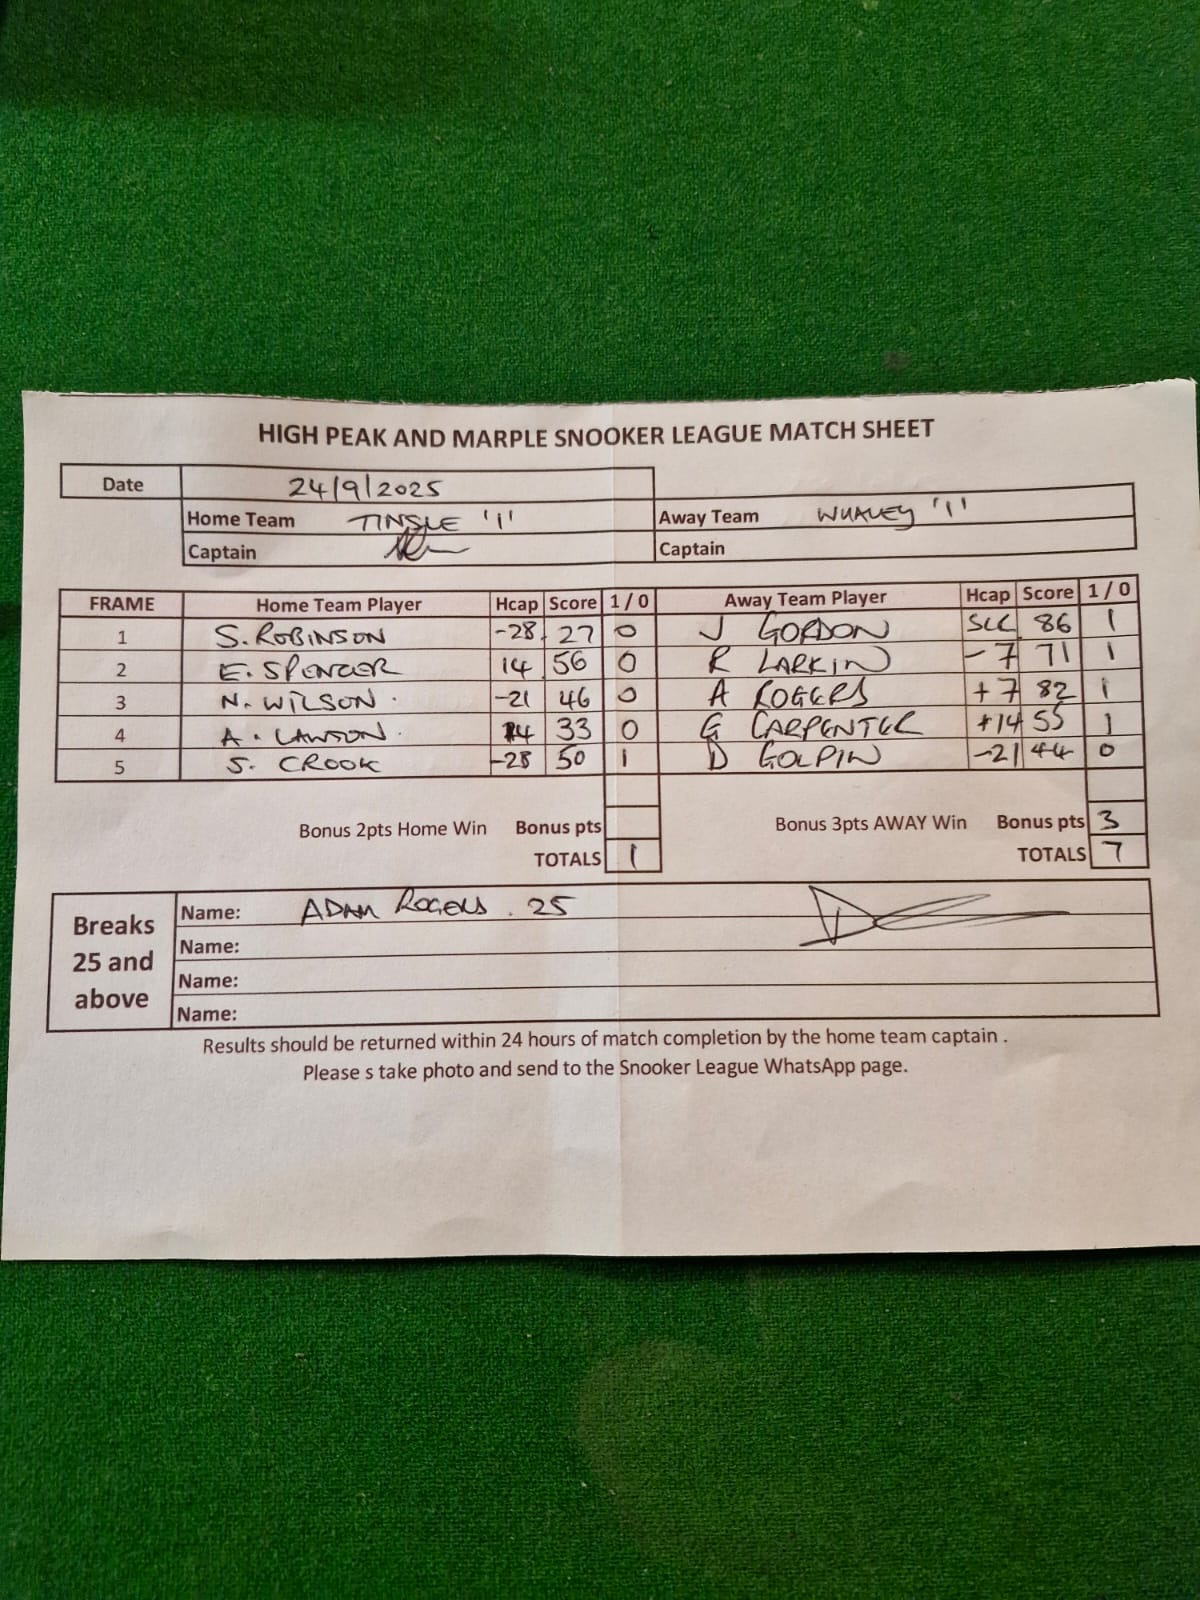 HIGH PEAK AND MARPLE SNOOKER LEAGUE MATCH SHEET
Date 24/9/2025
Home Team TINSLE '1' Away Team WHALEY '1'
Captain Captain
FRAME Home Team Player Hcap Score 1/0 Away Team Player Hcap Score 1/0
1 S. ROBINSON -28 27 0 J GORDON SCC 86 1
2 E. SPENCER 14 56 0 R LARKIN -7 71 1
3 N. WILSON. -21 46 0 A ROGERS +7 82 1
4 A. LAWSON. 14 33 0 G CARPENTER +14 55 1
5 S. CROOK -28 50 1 D GOLPIN -21 44 0
Bonus 2pts Home Win Bonus pts Bonus 3pts AWAY Win Bonus pts 3
TOTALS 1 TOTALS 7
Breaks 25 and above
Name: ADAM ROGERS . 25
Name:
Name:
Name:
Results should be returned within 24 hours of match completion by the home team captain .
Please s take photo and send to the Snooker League WhatsApp page.